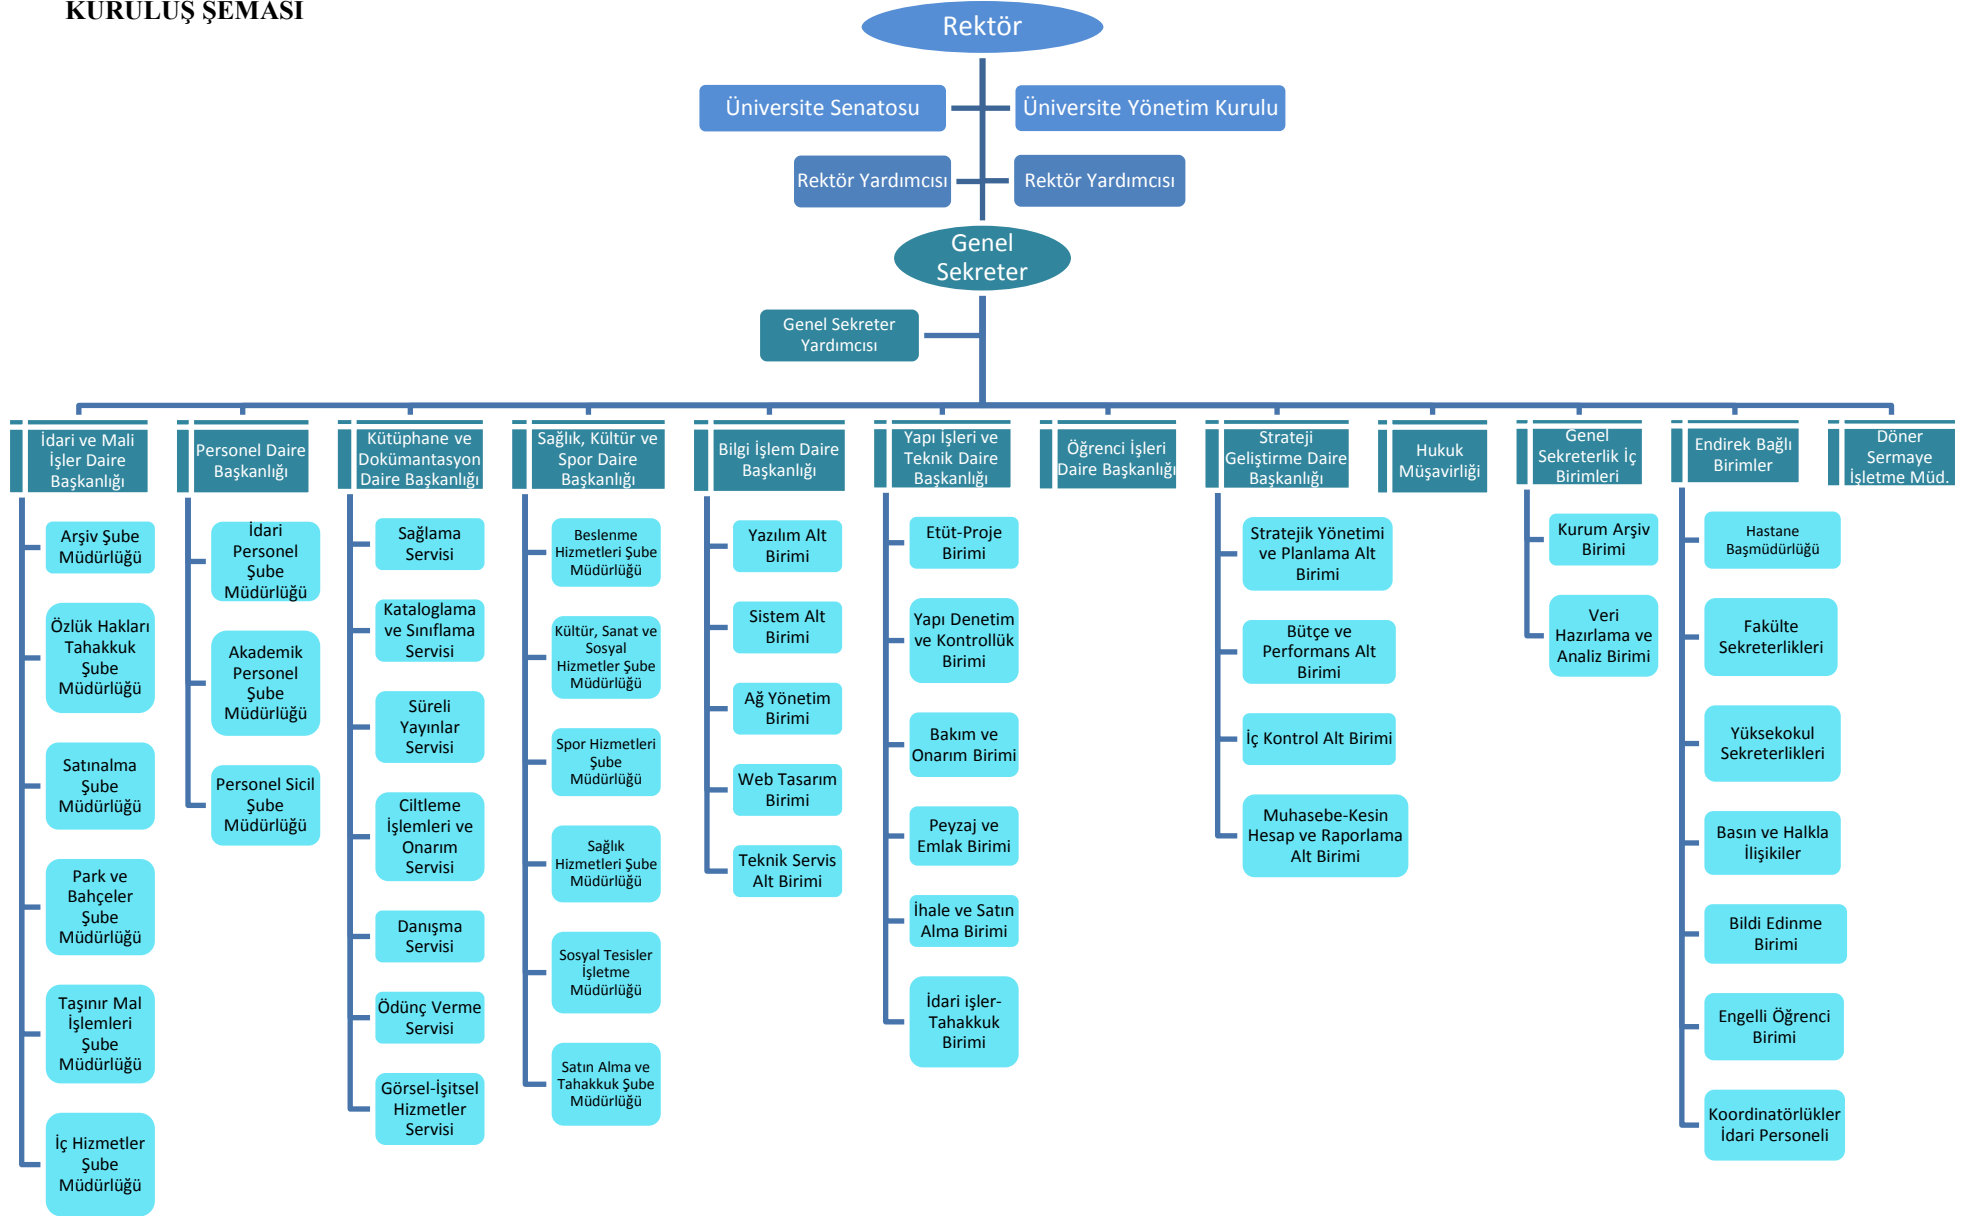 KURULUŞ ŞEMASI
Rektör
Üniversite Senatosu
Üniversite Yönetim Kurulu
Rektör Yardımcısı
Rektör Yardımcısı
Genel
Sekreter
Genel Sekreter
Yardımcısı
İdari ve Mali
İşler Daire
Başkanlığı
Arşiv Şube
Müdürlüğü
Özlük Hakları
Tahakkuk
Şube
Müdürlüğü
Satınalma
Şube
Müdürlüğü
Park ve
Bahçeler
Şube
Müdürlüğü
Taşınır Mal
İşlemleri
Şube
Müdürlüğü
İç Hizmetler
Şube
Müdürlüğü
Personel Daire
Başkanlığı
İdari
Personel
Şube
Müdürlüğü
Akademik
Personel
Şube
Müdürlüğü
Personel Sicil
Şube
Müdürlüğü
Kütüphane ve
Dokümantasyon
Daire Başkanlığı
Sağlama
Servisi
Kataloglama
ve Sınıflama
Servisi
Süreli
Yayınlar
Servisi
Ciltleme
İşlemleri ve
Onarım
Servisi
Danışma
Servisi
Ödünç Verme
Servisi
Görsel-İşitsel
Hizmetler
Servisi
Sağlık, Kültür ve
Spor Daire
Başkanlığı
Beslenme
Hizmetleri Şube
Müdürlüğü
Kültür, Sanat ve
Sosyal
Hizmetler Şube
Müdürlüğü
Spor Hizmetleri
Şube
Müdürlüğü
Sağlık
Hizmetleri Şube
Müdürlüğü
Sosyal Tesisler
İşletme
Müdürlüğü
Satın Alma ve
Tahakkuk Şube
Müdürlüğü
Bilgi İşlem Daire
Başkanlığı
Yazılım Alt
Birimi
Sistem Alt
Birimi
Ağ Yönetim
Birimi
Web Tasarım
Birimi
Teknik Servis
Alt Birimi
Yapı İşleri ve
Teknik Daire
Başkanlığı
Etüt-Proje
Birimi
Yapı Denetim
ve Kontrollük
Birimi
Bakım ve
Onarım Birimi
Peyzaj ve
Emlak Birimi
İhale ve Satın
Alma Birimi
İdari işler-
Tahakkuk
Birimi
Öğrenci İşleri
Daire Başkanlığı
Strateji
Geliştirme Daire
Başkanlığı
Stratejik Yönetimi
ve Planlama Alt
Birimi
Bütçe ve
Performans Alt
Birimi
İç Kontrol Alt Birimi
Muhasebe-Kesin
Hesap ve Raporlama
Alt Birimi
Hukuk
Müşavirliği
Genel
Sekreterlik İç
Birimleri
Kurum Arşiv
Birimi
Veri
Hazırlama ve
Analiz Birimi
Endirek Bağlı
Birimler
Hastane
Başmüdürlüğü
Fakülte
Sekreterlikleri
Yüksekokul
Sekreterlikleri
Basın ve Halkla
İlişikiler
Bildi Edinme
Birimi
Engelli Öğrenci
Birimi
Koordinatörlükler
İdari Personeli
Döner
Sermaye
İşletme Müd.